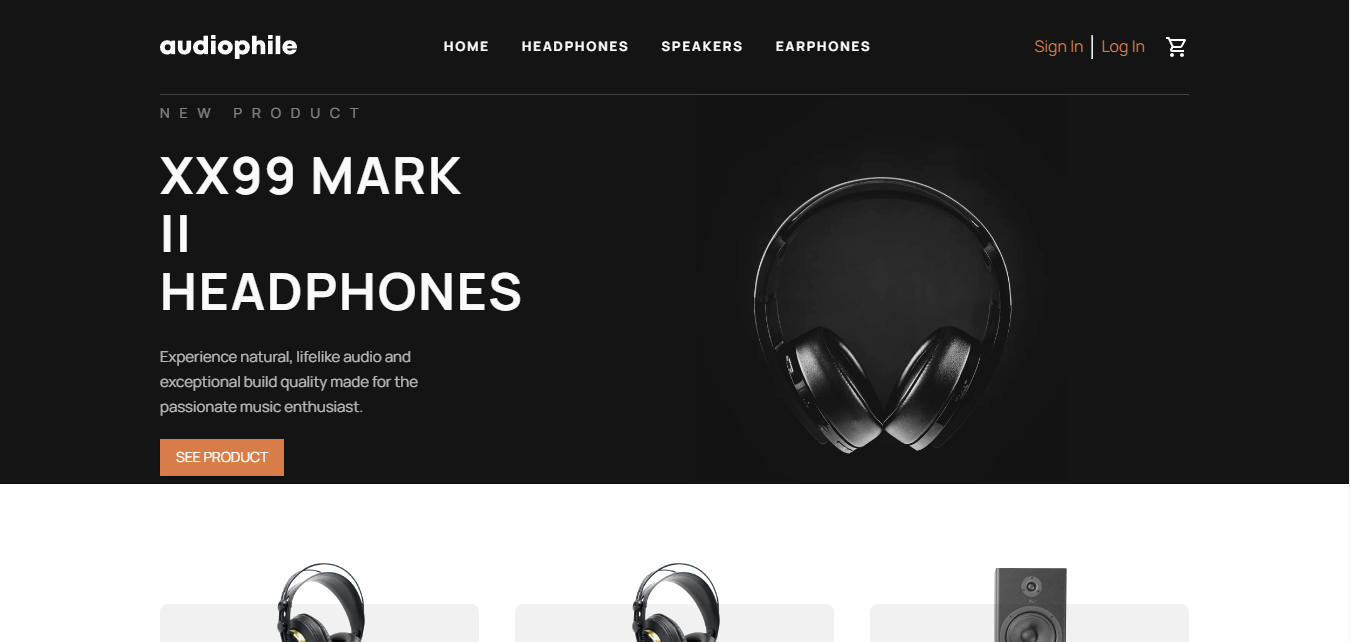 audiophile
HOME HEADPHONES SPEAKERS EARPHONES
Sign In Log In
NEW PRODUCT
XX99 MARK
II
HEADPHONES
Experience natural, lifelike audio and
exceptional build quality made for the
passionate music enthusiast.
SEE PRODUCT